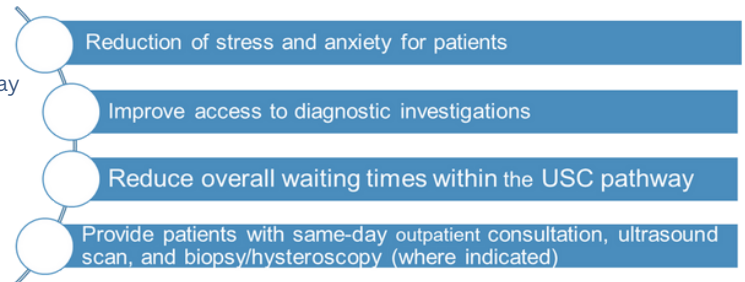 Reduction of stress and anxiety for patients
ay
Improve access to diagnostic investigations
Reduce overall waiting times within the USC pathway
Provide patients with same-day outpatient consultation, ultrasound
scan, and biopsy/hysteroscopy (where indicated)